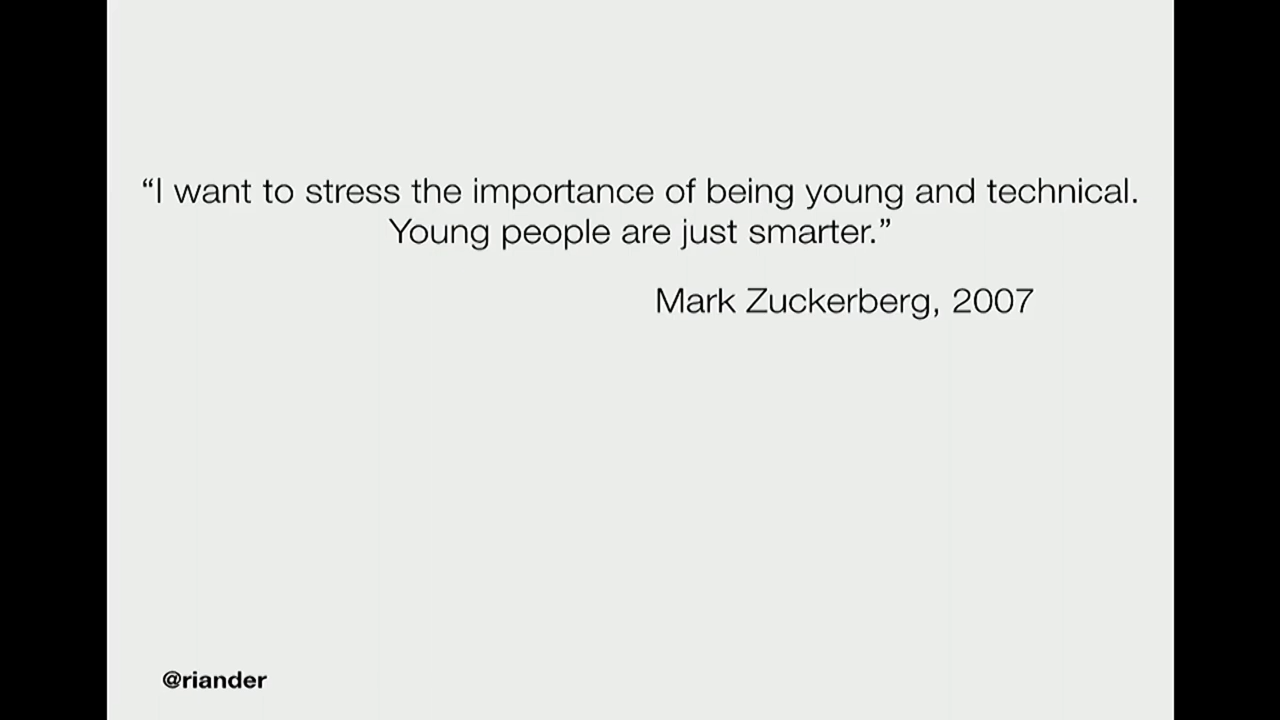 “I want to stress the importance of being young and technical.
Young people are just smarter.”
Mark Zuckerberg, 2007
@riander